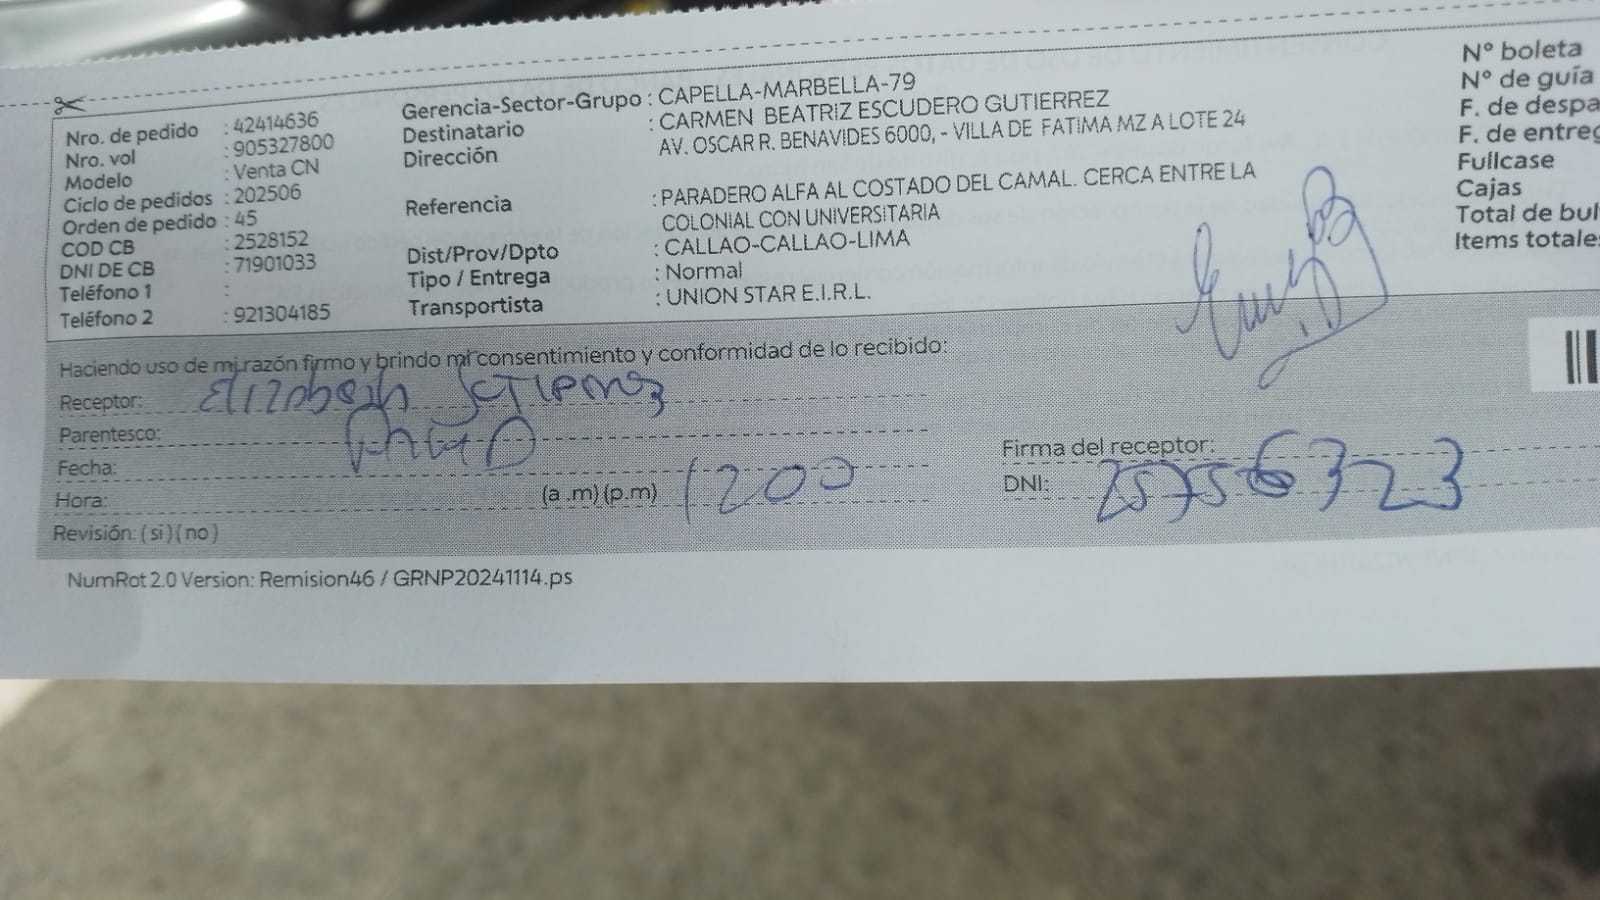 Nro. de pedido : 42414636
Nro. vol : 905327800
Modelo : Venta CN
Ciclo de pedidos : 202506
Orden de pedido : 45
COD CB : 2528152
DNI DE CB : 71901033
Teléfono 1 :
Teléfono 2 : 921304185
Gerencia-Sector-Grupo : CAPELLA-MARBELLA-79
Destinatario : CARMEN BEATRIZ ESCUDERO GUTIERREZ
Dirección AV. OSCAR R. BENAVIDES 6000, - VILLA DE FATIMA MZ A LOTE 24
Referencia : PARADERO ALFA AL COSTADO DEL CAMAL. CERCA ENTRE LA
COLONIAL CON UNIVERSITARIA
Dist/Prov/Dpto : CALLAO-CALLAO-LIMA
Tipo / Entrega : Normal
Transportista : UNION STAR E.I.R.L.
N° boleta
N° de guía
F. de despa
F. de entreg
Fullcase
Cajas
Total de bul
Items totale
Haciendo uso de mi razón firmo y brindo mi consentimiento y conformidad de lo recibido:
Receptor: Elizabeth
Parentesco:
Fecha:
Hora: (a .m) (p.m) 1200
Revisión: ( si ) ( no )
Firma del receptor:
DNI:
NumRot 2.0 Version: Remision46 / GRNP20241114.ps